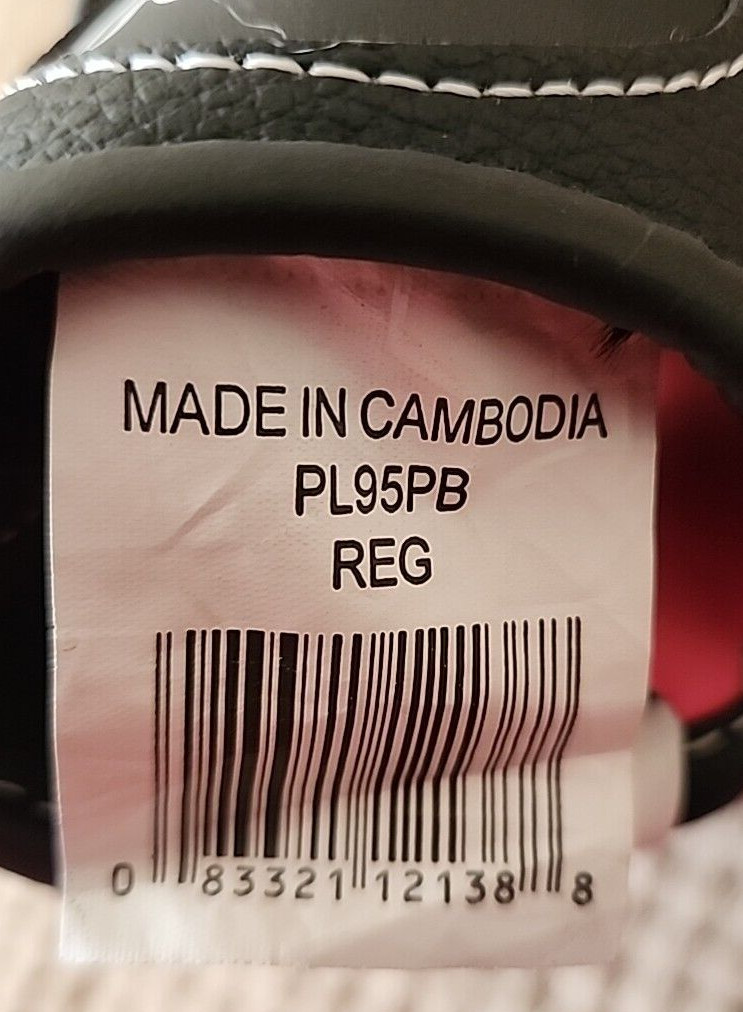 MADE IN CAMBODIA
PL95PB
REG
0 83321 12138 8